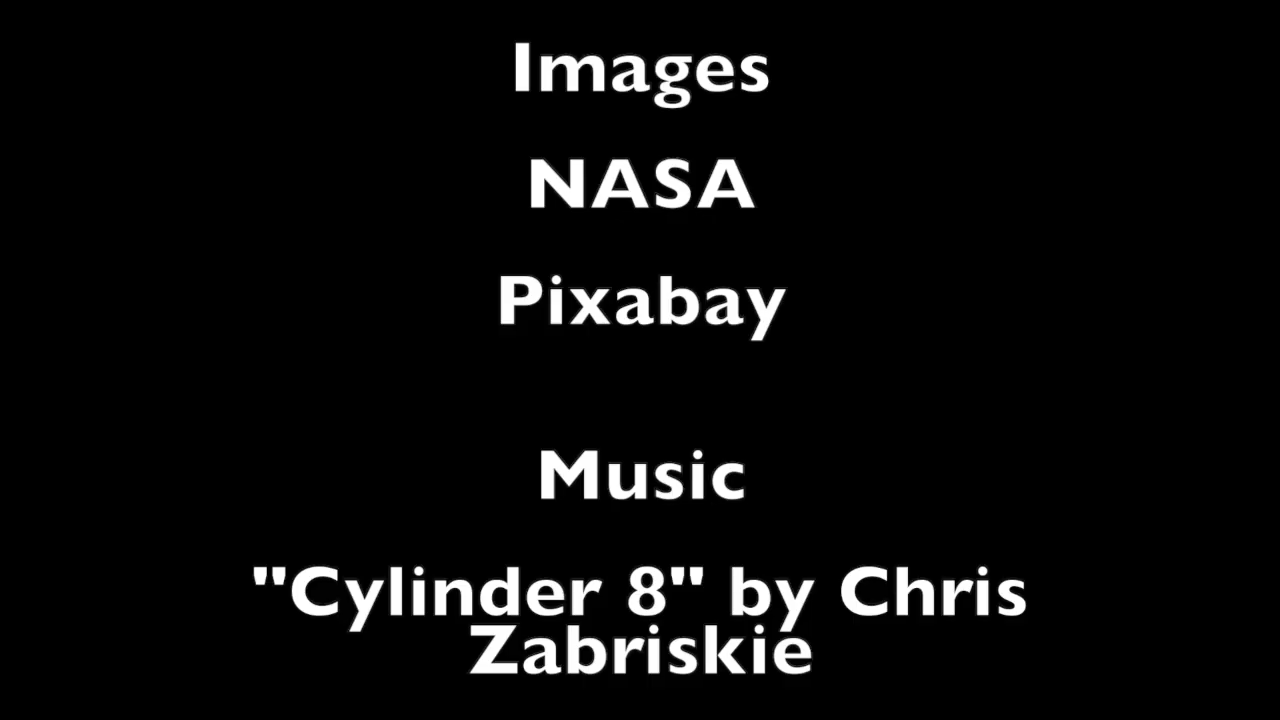 Images
NASA
Pixabay
Music
"Cylinder 8" by Chris
Zabriskie